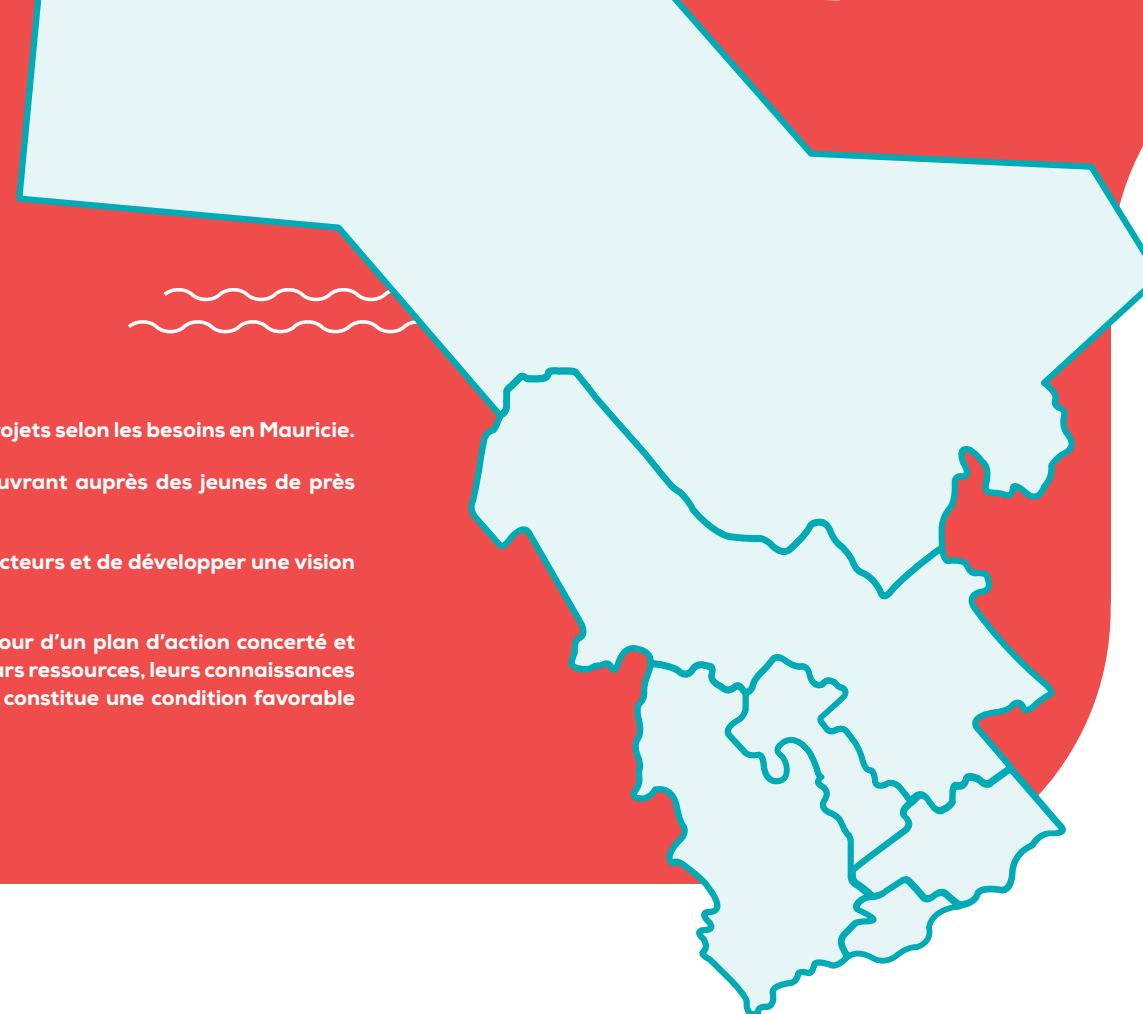 ojets selon les besoins en Mauricie.
uvrant auprès des jeunes de près
cteurs et de développer une vision
our d'un plan d'action concerté et
urs ressources, leurs connaissances
constitue une condition favorable